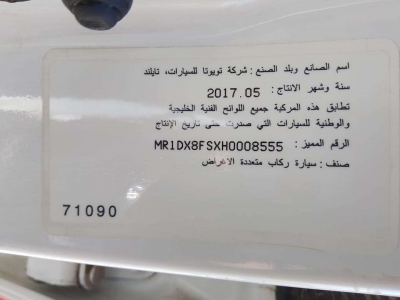 اسم الصانع وبلد الصنع : شركة تويوتا للسيارات، تايلند
سنة وشهر الانتاج : 2017.05
تطابق هذه المركبة جميع اللوائح الفنية الخليجية
والوطنية للسيارات التي صدرت حتى تاريخ الإنتاج
الرقم المميز : MR1DX8FSXH0008555
صنف : سيارة ركاب متعددة الاغراض
71090